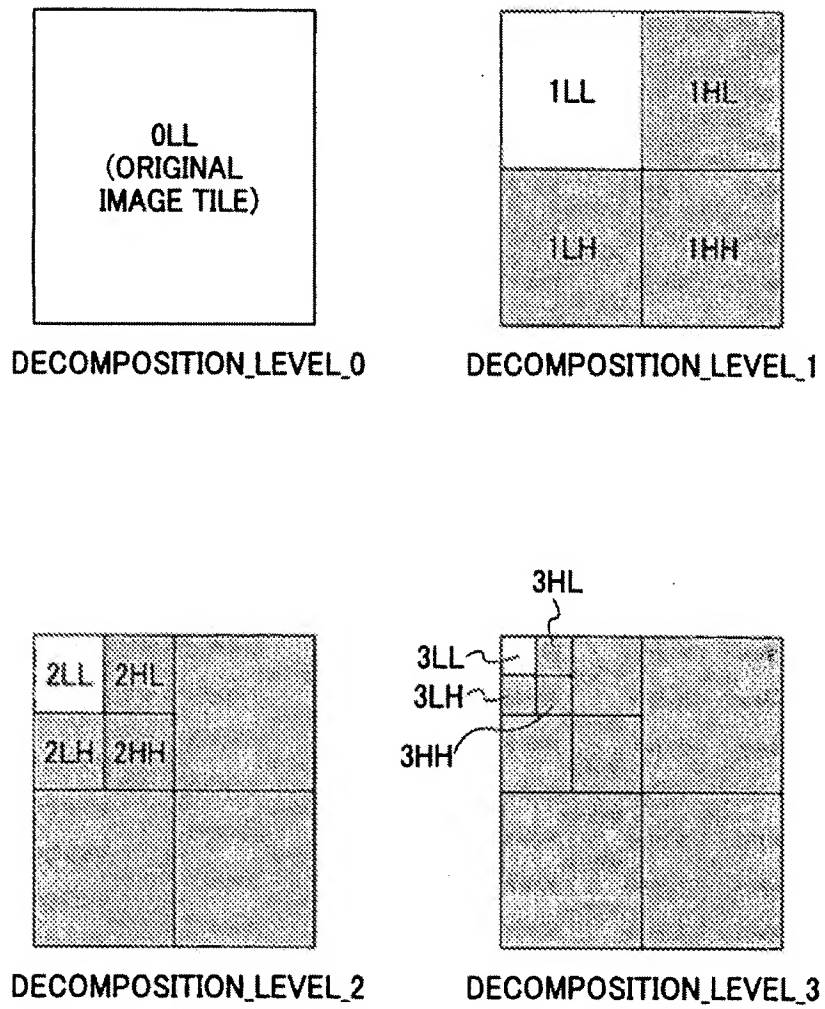 0LL
(ORIGINAL
IMAGE TILE)
DECOMPOSITION_LEVEL_0
1LL 1HL
1LH 1HH
DECOMPOSITION_LEVEL_1
2LL 2HL
2LH 2HH
DECOMPOSITION_LEVEL_2
3HL
3LL
3LH
3HH
DECOMPOSITION_LEVEL_3